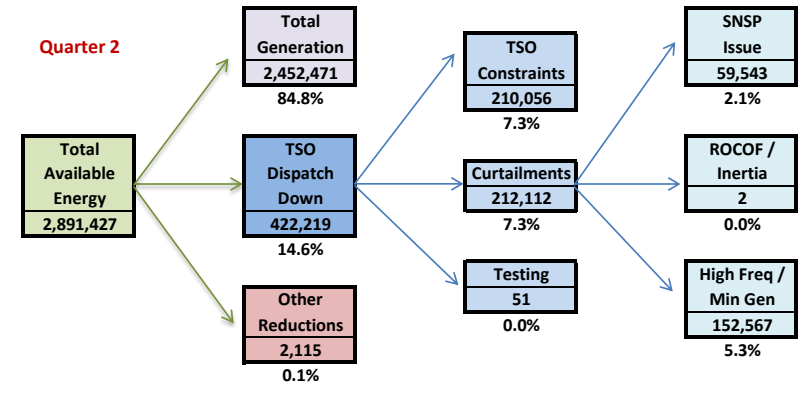 Quarter 2
Total
Available
Energy
2,891,427
Total
Generation
2,452,471
84.8%
TSO
Dispatch
Down
422,219
14.6%
Other
Reductions
2,115
0.1%
TSO
Constraints
210,056
7.3%
Curtailments
212,112
7.3%
Testing
51
0.0%
SNSP
Issue
59,543
2.1%
ROCOF /
Inertia
2
0.0%
High Freq /
Min Gen
152,567
5.3%